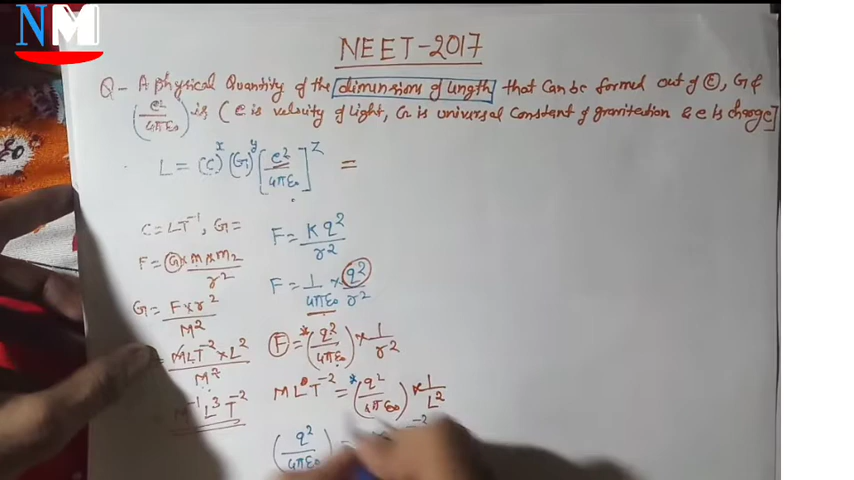 NM
NEET-2017
Q- A physical Quantity of the dimensions of length that can be formed out of ©, G &
(e²/4πε₀) is ( c is velocity of light, G is universal constant of gravitation & e is charge]
L = (C)ˣ (G)ʸ [e²/4πε₀]ᶻ =
C = LT⁻¹, G =
F = Kq²/r²
F = G×m×m₂/r²
F = 1/4πε₀ × q²/r²
G = F×r²/M²
F = *(q²/4πε₀) × 1/r²
= MLT⁻²×L²/M²
ML T⁻² = *(q²/4πε₀) × 1/L²
M⁻¹L³T⁻²
(q²/4πε₀) =